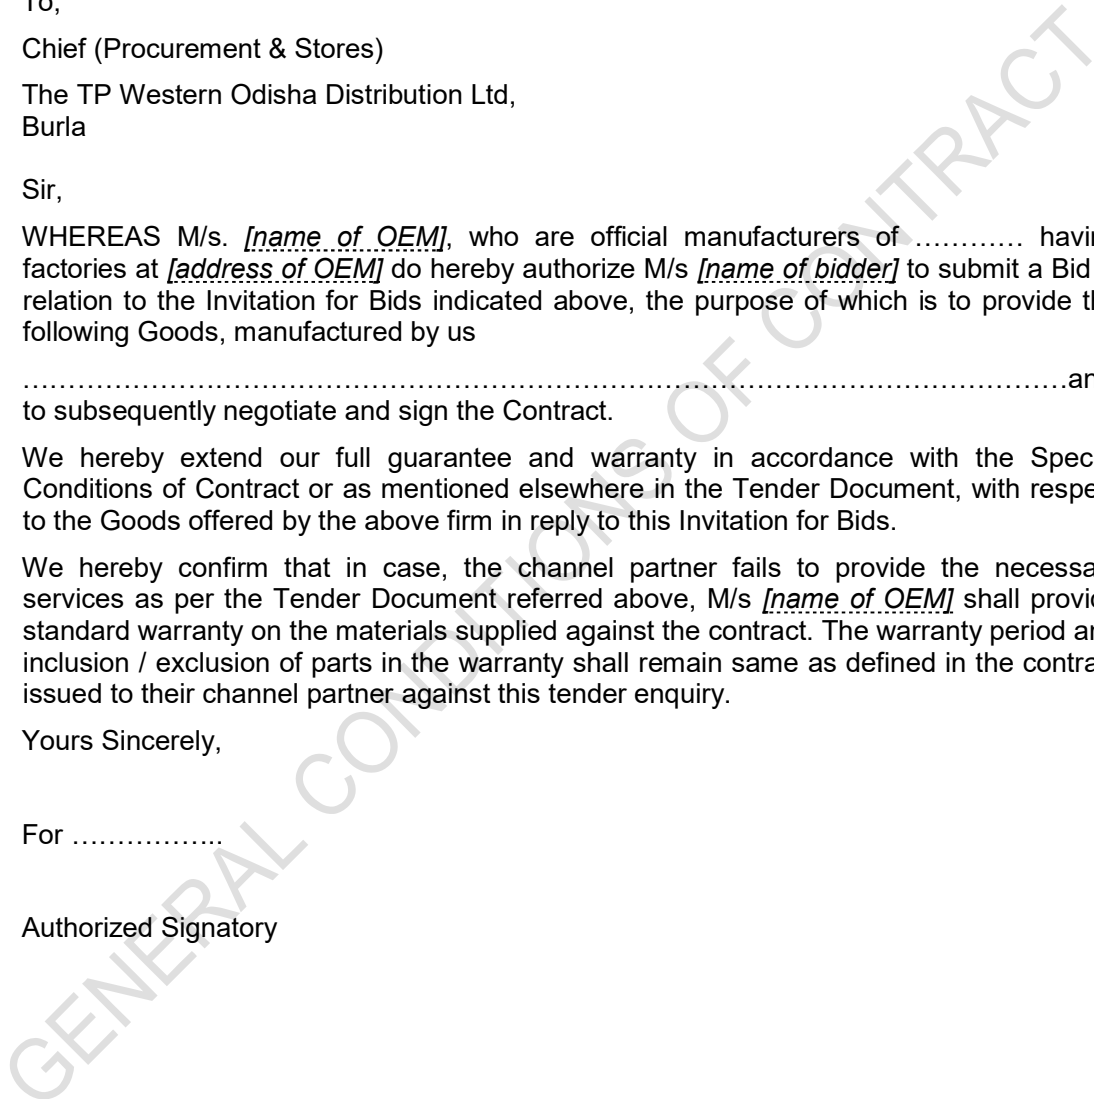 To,
Chief (Procurement & Stores)
The TP Western Odisha Distribution Ltd,
Burla
Sir,
WHEREAS M/s. [name of OEM], who are official manufacturers of ………… havin
factories at [address of OEM] do hereby authorize M/s [name of bidder] to submit a Bid
relation to the Invitation for Bids indicated above, the purpose of which is to provide th
following Goods, manufactured by us
……………………………………………………………………………………………………an
to subsequently negotiate and sign the Contract.
We hereby extend our full guarantee and warranty in accordance with the Spec
Conditions of Contract or as mentioned elsewhere in the Tender Document, with respe
to the Goods offered by the above firm in reply to this Invitation for Bids.
We hereby confirm that in case, the channel partner fails to provide the necessa
services as per the Tender Document referred above, M/s [name of OEM] shall provid
standard warranty on the materials supplied against the contract. The warranty period an
inclusion / exclusion of parts in the warranty shall remain same as defined in the contra
issued to their channel partner against this tender enquiry.
Yours Sincerely,
For ……………..
Authorized Signatory
GENERAL CONDITIONS OF CONTRACT